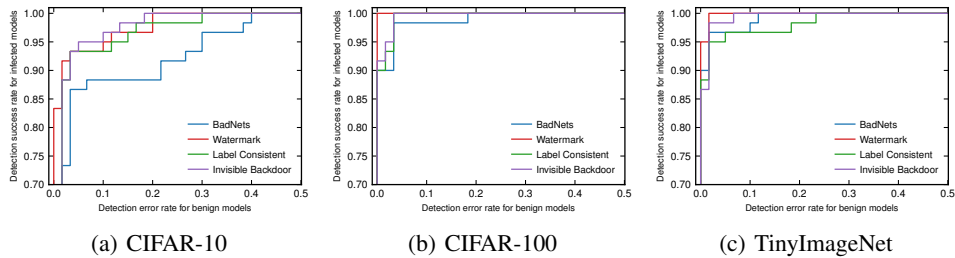 Detection success rate for infected models
1.00
0.95
0.90
0.85
0.80
0.75
0.70
BadNets
Watermark
Label Consistent
Invisible Backdoor
0.0 0.1 0.2 0.3 0.4 0.5
Detection error rate for benign models
(a) CIFAR-10
Detection success rate for infected models
1.00
0.95
0.90
0.85
0.80
0.75
0.70
BadNets
Watermark
Label Consistent
Invisible Backdoor
0.0 0.1 0.2 0.3 0.4 0.5
Detection error rate for benign models
(b) CIFAR-100
Detection success rate for infected models
1.00
0.95
0.90
0.85
0.80
0.75
0.70
BadNets
Watermark
Label Consistent
Invisible Backdoor
0.0 0.1 0.2 0.3 0.4 0.5
Detection error rate for benign models
(c) TinyImageNet